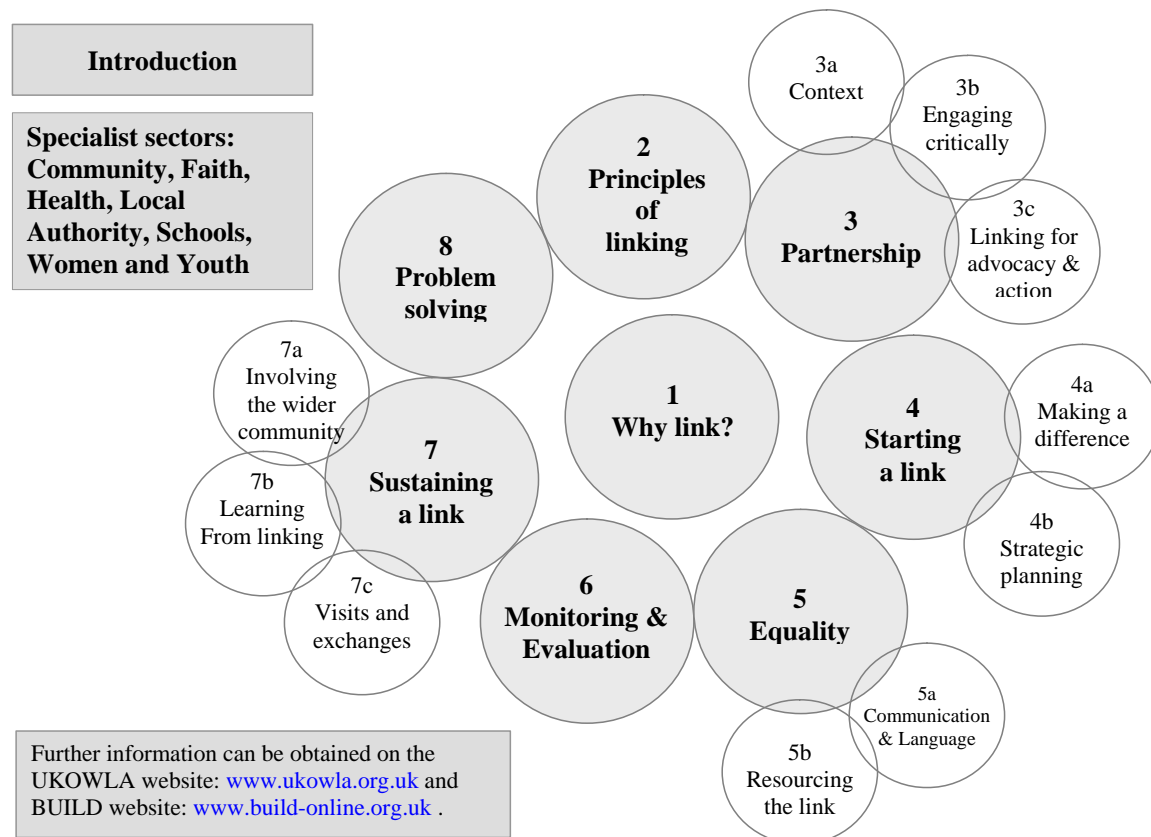 Introduction
Specialist sectors:
Community, Faith,
Health, Local
Authority, Schools,
Women and Youth
1
Why link?
2
Principles
of
linking
3
Partnership
3a
Context
3b
Engaging
critically
3c
Linking for
advocacy &
action
4
Starting
a link
4a
Making a
difference
4b
Strategic
planning
5
Equality
5a
Communication
& Language
5b
Resourcing
the link
6
Monitoring &
Evaluation
7
Sustaining
a link
7a
Involving
the wider
community
7b
Learning
From linking
7c
Visits and
exchanges
8
Problem
solving
Further information can be obtained on the
UKOWLA website: www.ukowla.org.uk and
BUILD website: www.build-online.org.uk .